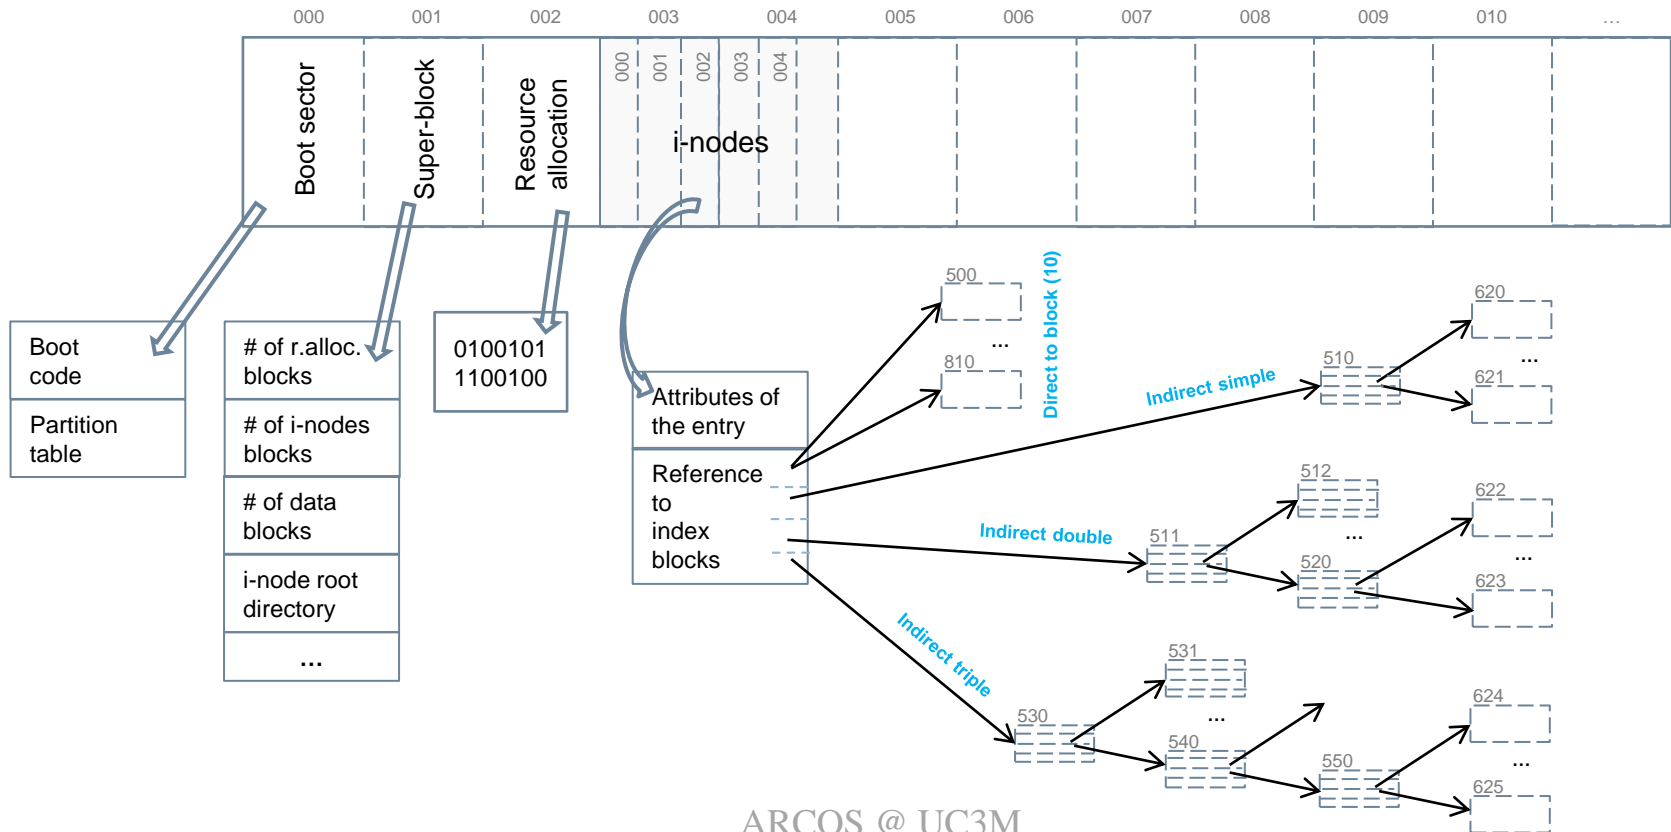 000 001 002 003 004 005 006 007 008 009 010 ...
Boot sector
Super-block
Resource
allocation
000
001
002
003
004
i-nodes
Boot
code
Partition
table
# of r.alloc.
blocks
# of i-nodes
blocks
# of data
blocks
i-node root
directory
...
0100101
1100100
Attributes of
the entry
Reference
to
index
blocks
500
...
810
Direct to block (10)
Indirect simple
510
620
...
621
Indirect double
511
512
...
520
622
...
623
Indirect triple
530
531
...
540
550
624
...
625
ARCOS @ UC3M